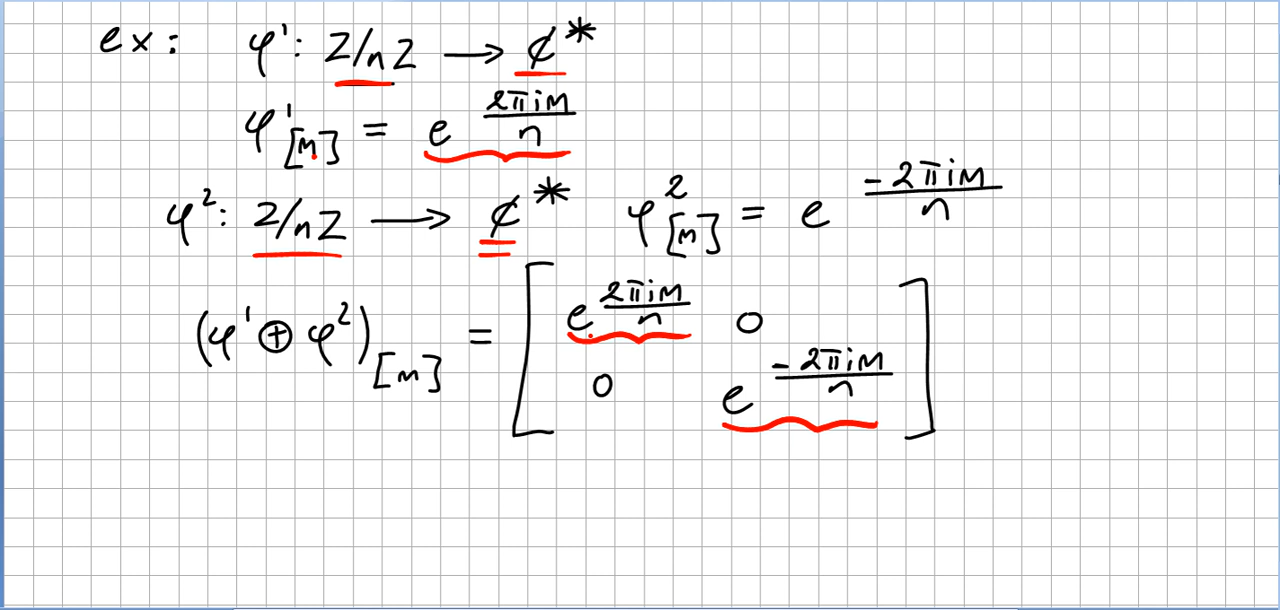 ex: φ¹: Z/nZ ⟶ ₵*
φ¹[m] = e^(2πim/n)
φ²: Z/nZ ⟶ ₵* φ²[m] = e^(-2πim/n)
(φ¹ ⊕ φ²)[m] = [ e^(2πim/n) 0
0 e^(-2πim/n) ]